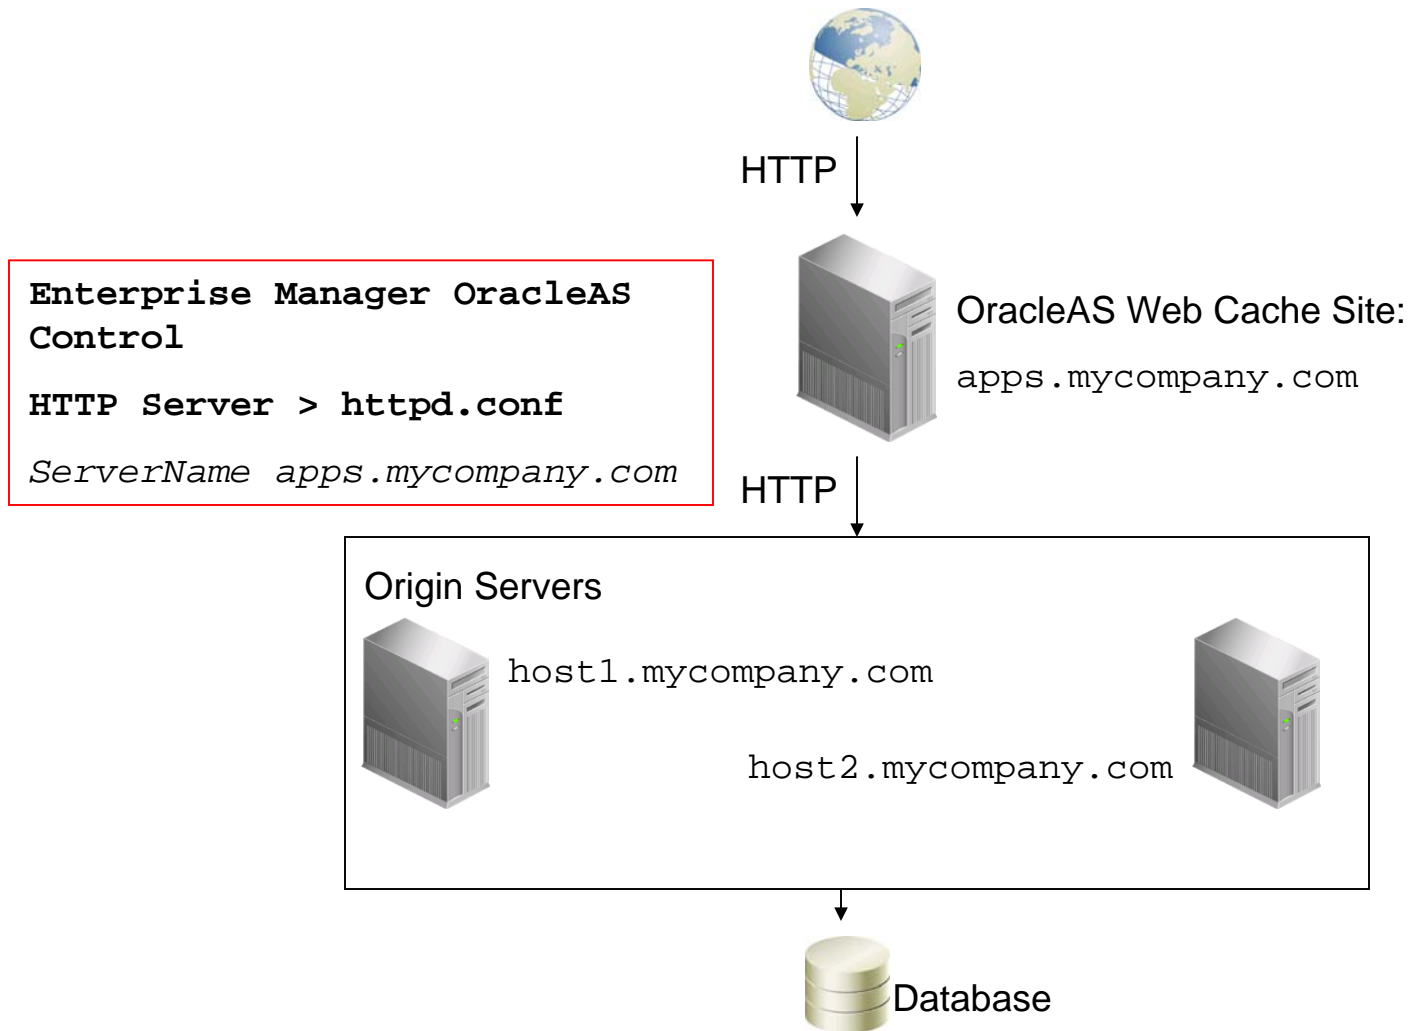 HTTP
Enterprise Manager OracleAS
Control
HTTP Server > httpd.conf
ServerName apps.mycompany.com
OracleAS Web Cache Site:
apps.mycompany.com
HTTP
Origin Servers
host1.mycompany.com
host2.mycompany.com
Database